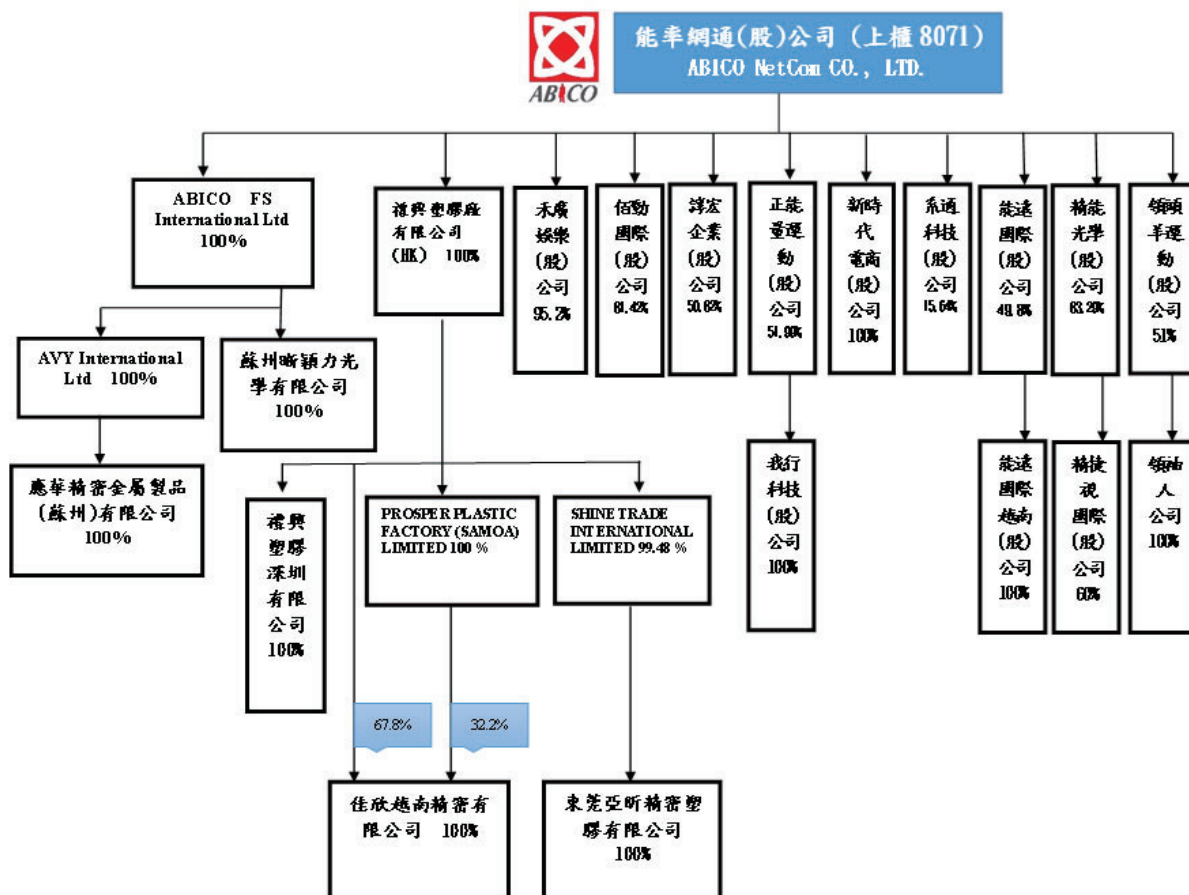 能率網通(股)公司 (上櫃 8071)
ABICO NetCom CO., LTD.
ABICO
ABICO FS
International Ltd
100%
禮興塑膠廠
有限公司
(HK) 100%
禾廣
娛樂
(股)
公司
95.2%
佰勁
國際
(股)
公司
61.42%
淳宏
企業
(股)
公司
50.62%
正能
量運
動
(股)
公司
51.99%
新時
代
電商
(股)
公司
100%
系通
科技
(股)
公司
15.64%
能遠
國際
(股)
公司
49.8%
精能
光學
(股)
公司
63.29%
領頭
羊運
動
(股)
公司
51%
AVY International
Ltd 100%
蘇州晰穎力光
學有限公司
100%
應華精密金屬製品
(蘇州)有限公司
100%
禮興
塑膠
深圳
有限
公司
100%
PROSPER PLASTIC
FACTORY (SAMOA)
LIMITED 100 %
SHINE TRADE
INTERNATIONAL
LIMITED 99.48 %
我行
科技
(股)
公司
100%
能遠
國際
越南
(股)
公司
100%
精捷
視
國際
(股)
公司
60%
領袖
人
公司
100%
67.8%
32.2%
佳欣越南精密有
限公司 100%
東莞亞昕精密塑
膠有限公司
100%